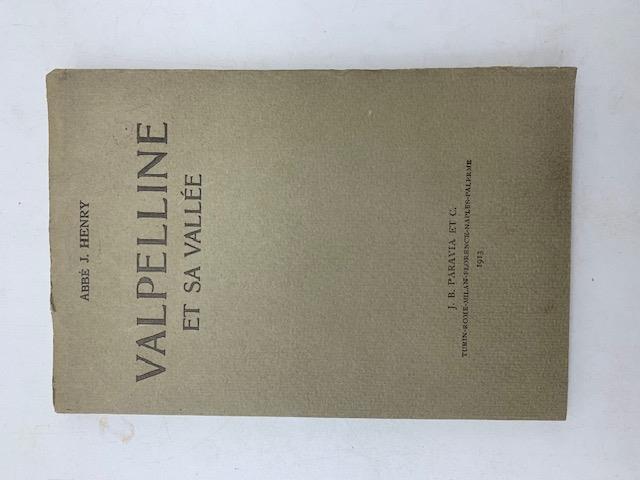 ABBÉ J. HENRY
VALPELLINE
ET SA VALLÉE
J. B. PARAVIA ET C.
TURIN-ROME-MILAN-FLORENCE-NAPLES-PALERME
1913